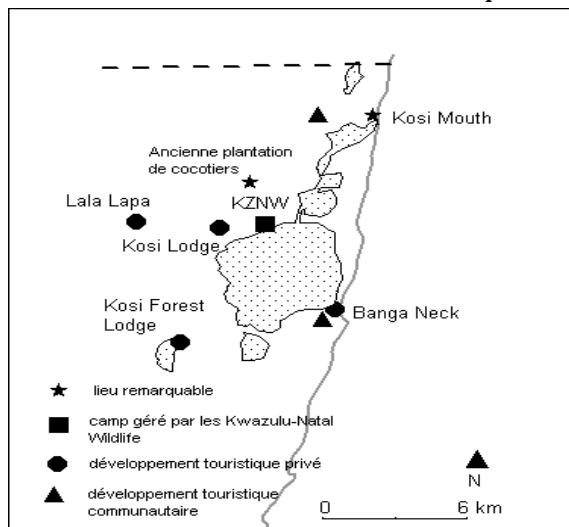 Kosi Mouth
Ancienne plantation
de cocotiers
Lala Lapa
KZNW
Kosi Lodge
Kosi Forest
Lodge
Banga Neck
lieu remarquable
camp géré par les Kwazulu-Natal
Wildlife
développement touristique privé
développement touristique
communautaire
N
0 6 km